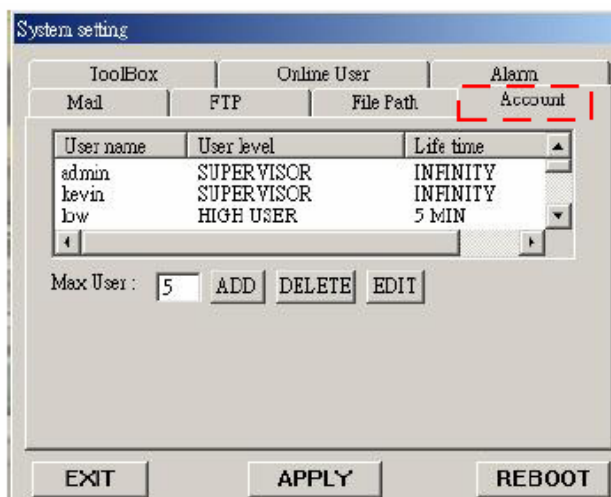 System setting
ToolBox Online User Alarm
Mail FTP File Path Account
User name User level Life time
admin SUPERVISOR INFINITY
kevin SUPERVISOR INFINITY
low HIGH USER 5 MIN
Max User : 5 ADD DELETE EDIT
EXIT APPLY REBOOT